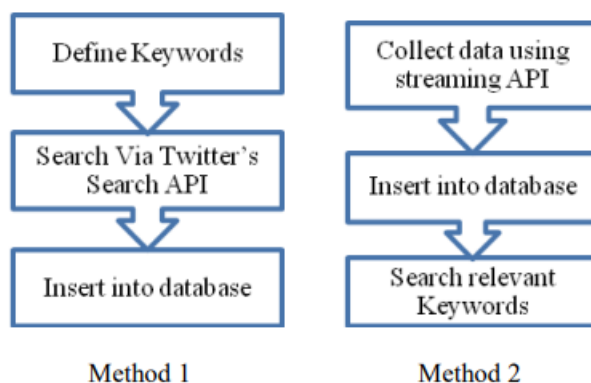 Define Keywords
Search Via Twitter's
Search API
Insert into database
Method 1
Collect data using
streaming API
Insert into database
Search relevant
Keywords
Method 2